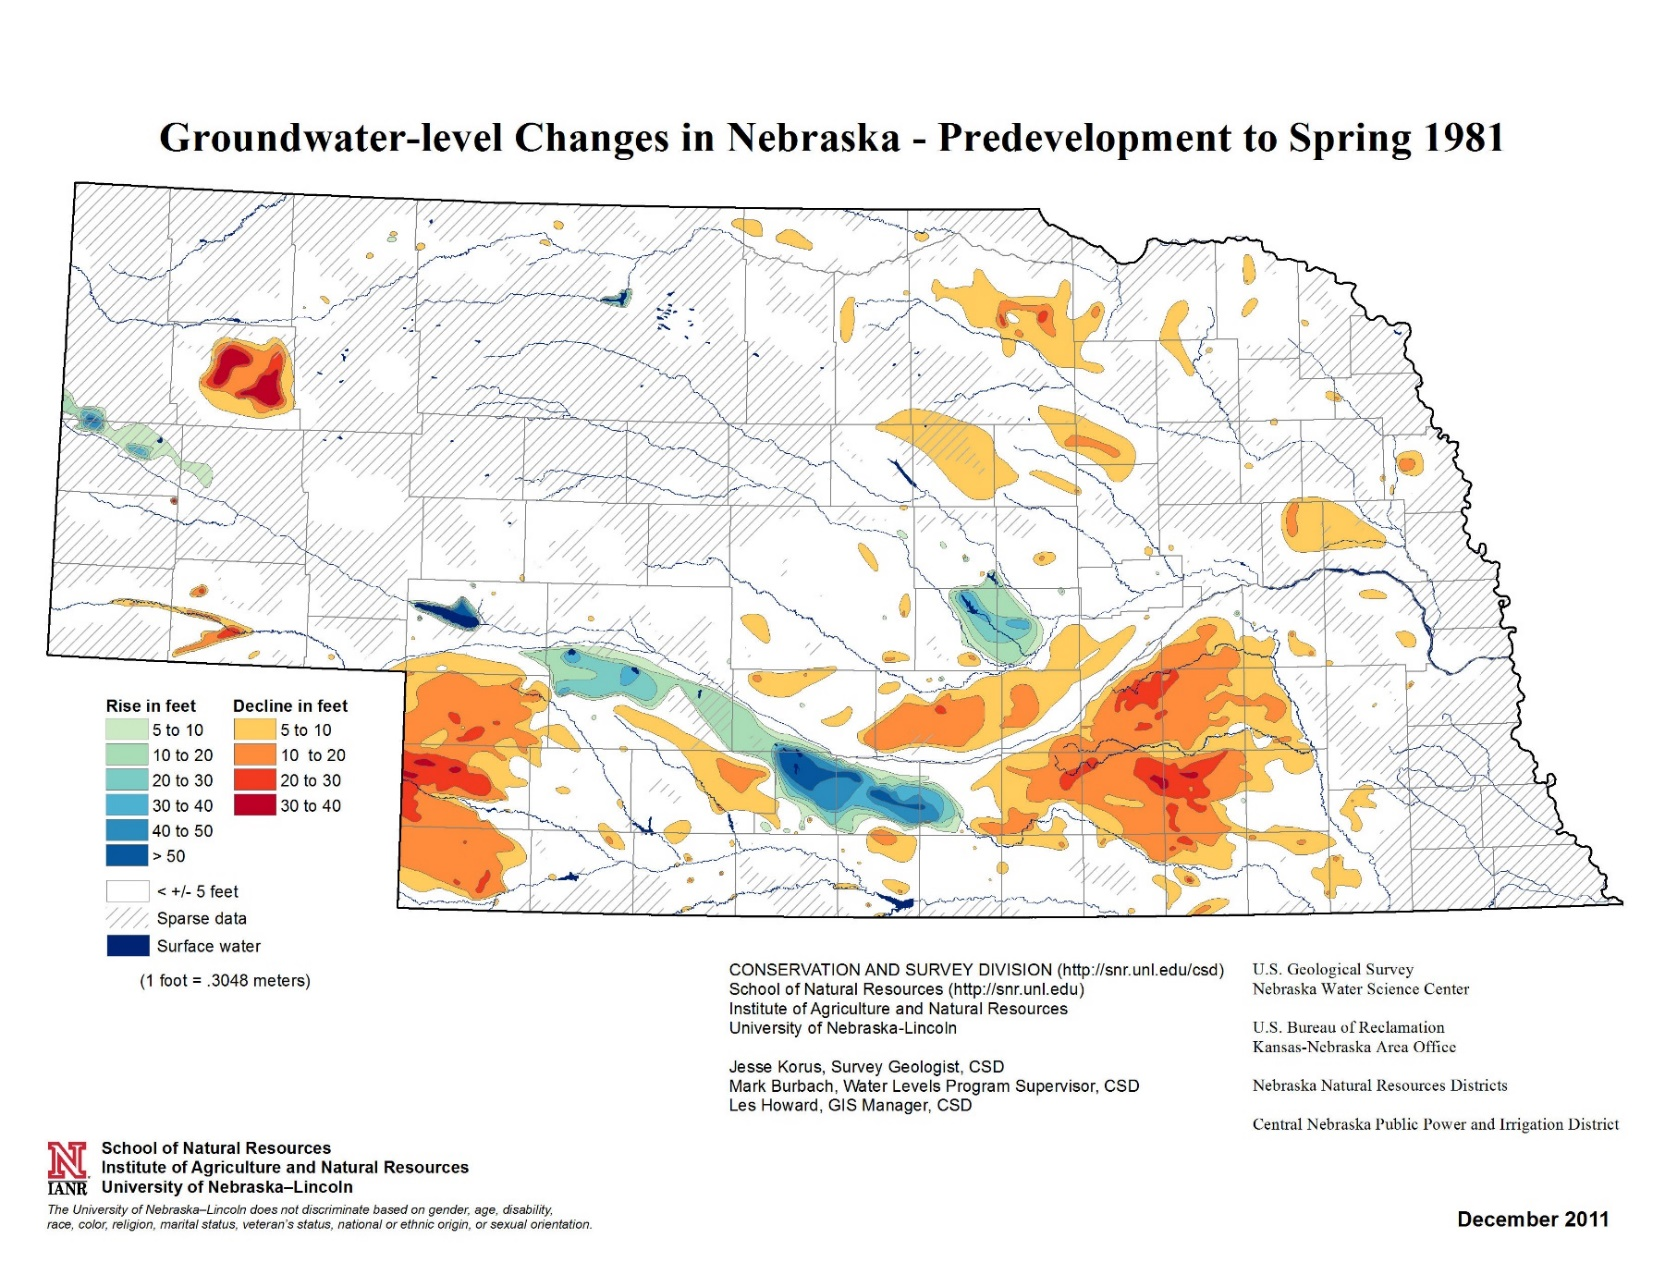 Groundwater-level Changes in Nebraska - Predevelopment to Spring 1981
Rise in feet
5 to 10
10 to 20
20 to 30
30 to 40
40 to 50
> 50
Decline in feet
5 to 10
10 to 20
20 to 30
30 to 40
< +/- 5 feet
Sparse data
Surface water
(1 foot = .3048 meters)
CONSERVATION AND SURVEY DIVISION (http://snr.unl.edu/csd)
School of Natural Resources (http://snr.unl.edu)
Institute of Agriculture and Natural Resources
University of Nebraska-Lincoln
Jesse Korus, Survey Geologist, CSD
Mark Burbach, Water Levels Program Supervisor, CSD
Les Howard, GIS Manager, CSD
U.S. Geological Survey
Nebraska Water Science Center
U.S. Bureau of Reclamation
Kansas-Nebraska Area Office
Nebraska Natural Resources Districts
Central Nebraska Public Power and Irrigation District
N
IANR
School of Natural Resources
Institute of Agriculture and Natural Resources
University of Nebraska–Lincoln
The University of Nebraska–Lincoln does not discriminate based on gender, age, disability,
race, color, religion, marital status, veteran's status, national or ethnic origin, or sexual orientation.
December 2011